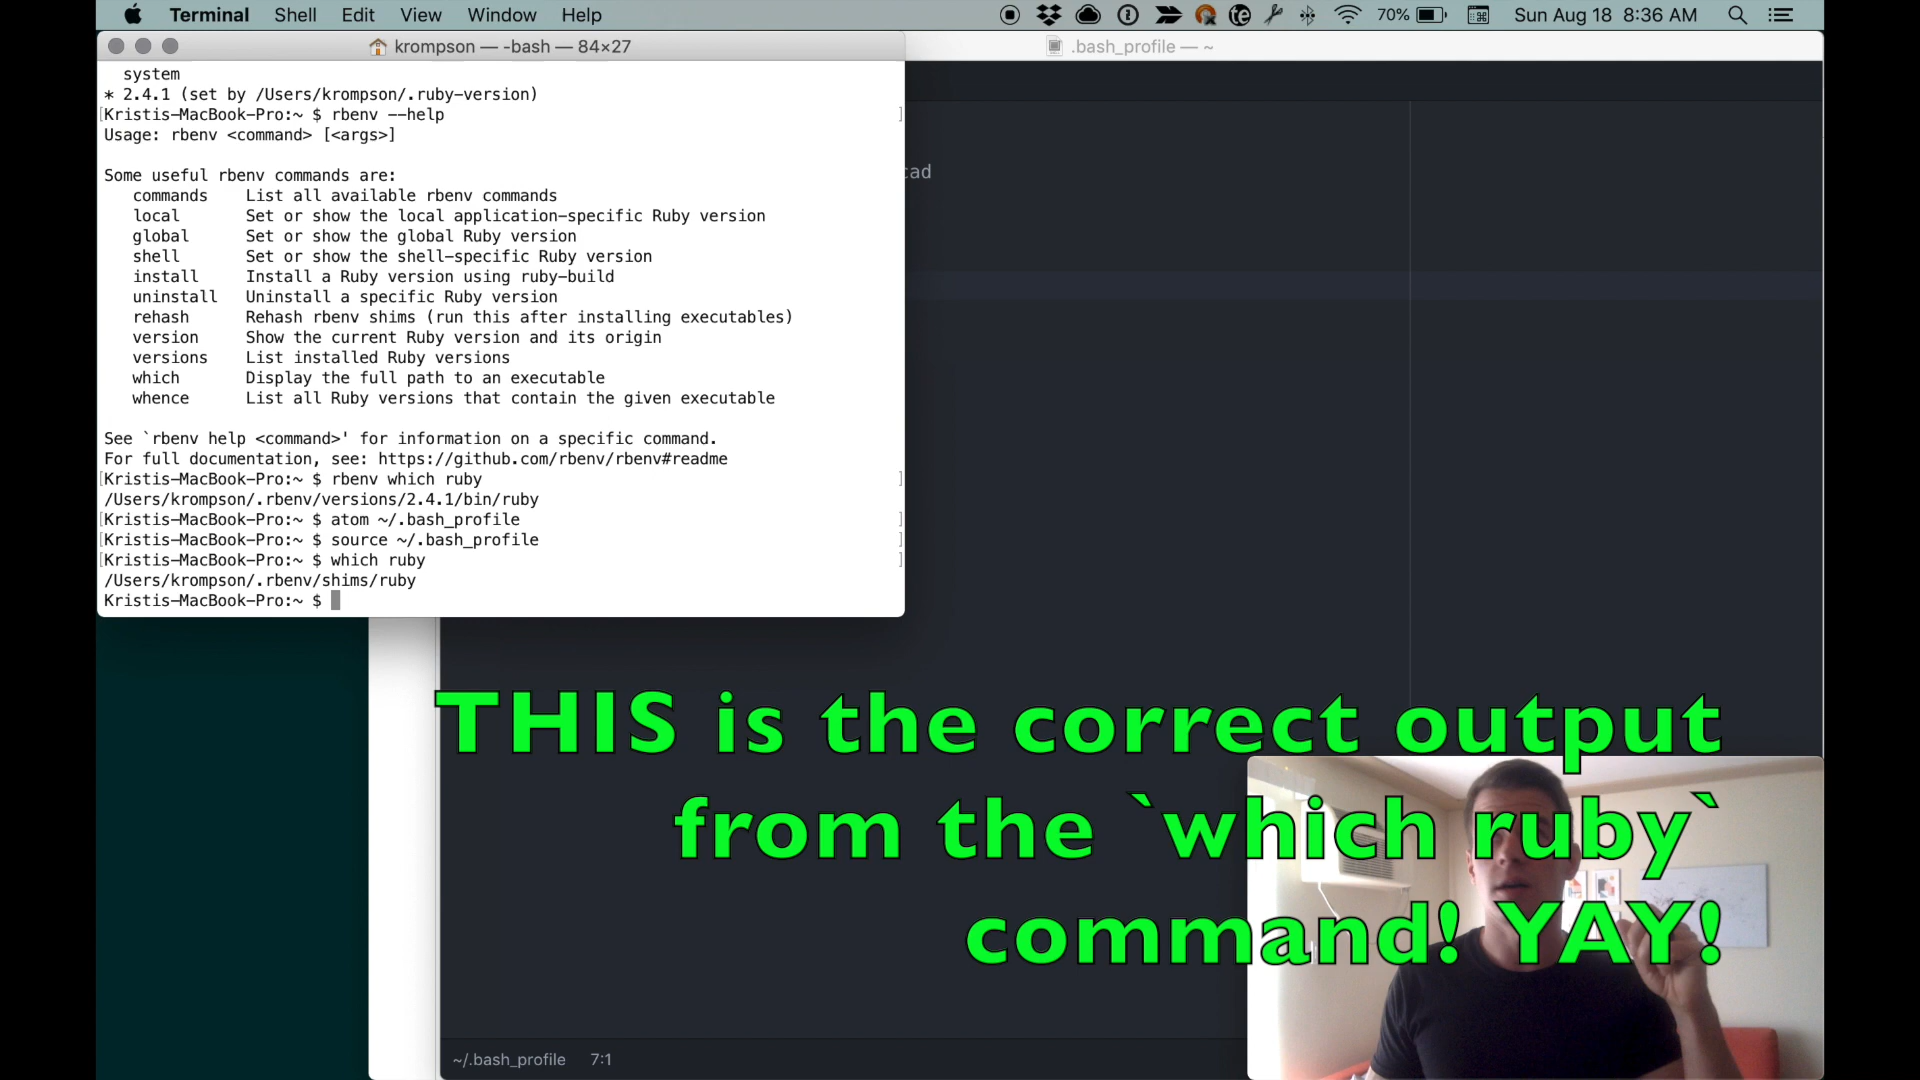 Terminal Shell Edit View Window Help 70% Sun Aug 18 8:36 AM
krompson — -bash — 84×27
.bash_profile — ~
system
* 2.4.1 (set by /Users/krompson/.ruby-version)
[Kristis-MacBook-Pro:~ $ rbenv --help ]
Usage: rbenv <command> [<args>]
Some useful rbenv commands are:
commands List all available rbenv commands
local Set or show the local application-specific Ruby version
global Set or show the global Ruby version
shell Set or show the shell-specific Ruby version
install Install a Ruby version using ruby-build
uninstall Uninstall a specific Ruby version
rehash Rehash rbenv shims (run this after installing executables)
version Show the current Ruby version and its origin
versions List installed Ruby versions
which Display the full path to an executable
whence List all Ruby versions that contain the given executable
See `rbenv help <command>' for information on a specific command.
For full documentation, see: https://github.com/rbenv/rbenv#readme
[Kristis-MacBook-Pro:~ $ rbenv which ruby ]
/Users/krompson/.rbenv/versions/2.4.1/bin/ruby
[Kristis-MacBook-Pro:~ $ atom ~/.bash_profile ]
[Kristis-MacBook-Pro:~ $ source ~/.bash_profile ]
[Kristis-MacBook-Pro:~ $ which ruby ]
/Users/krompson/.rbenv/shims/ruby
Kristis-MacBook-Pro:~ $
THIS is the correct output
from the `which ruby`
command! YAY!
~/.bash_profile 7:1